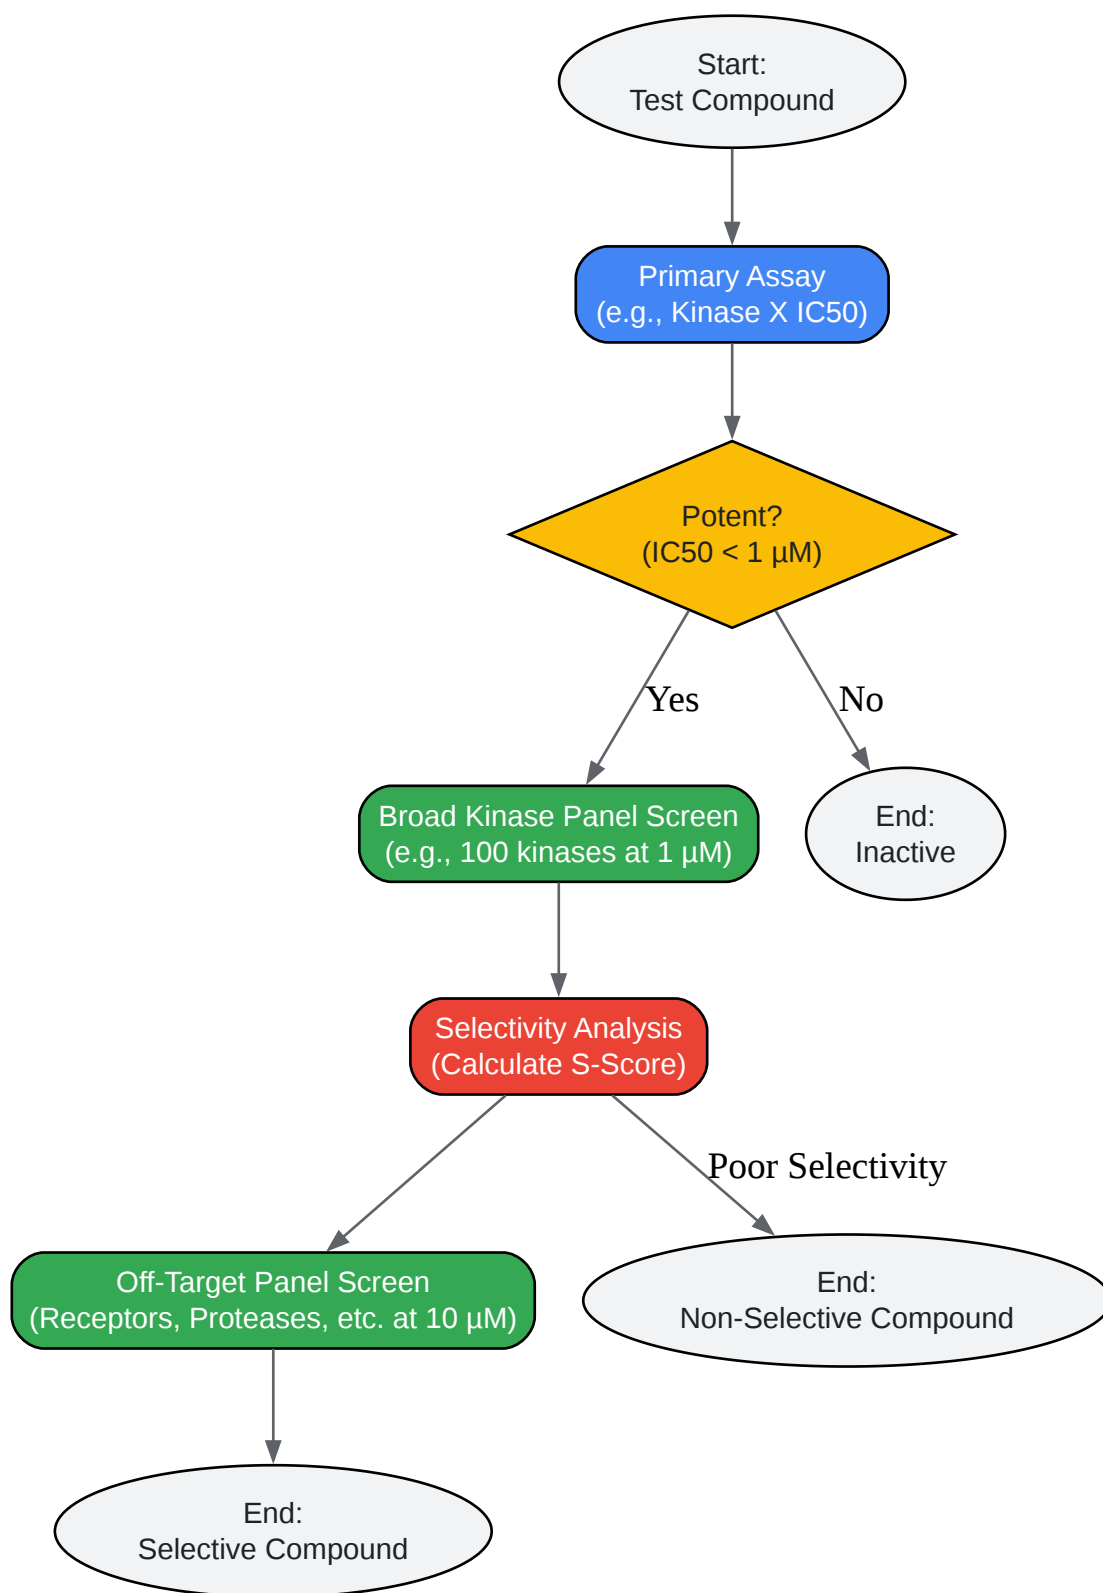 Start:
Test Compound
Primary Assay
(e.g., Kinase X IC50)
Potent?
(IC50 < 1 µM)
Yes
No
Broad Kinase Panel Screen
(e.g., 100 kinases at 1 µM)
End:
Inactive
Selectivity Analysis
(Calculate S-Score)
Poor Selectivity
Off-Target Panel Screen
(Receptors, Proteases, etc. at 10 µM)
End:
Non-Selective Compound
End:
Selective Compound